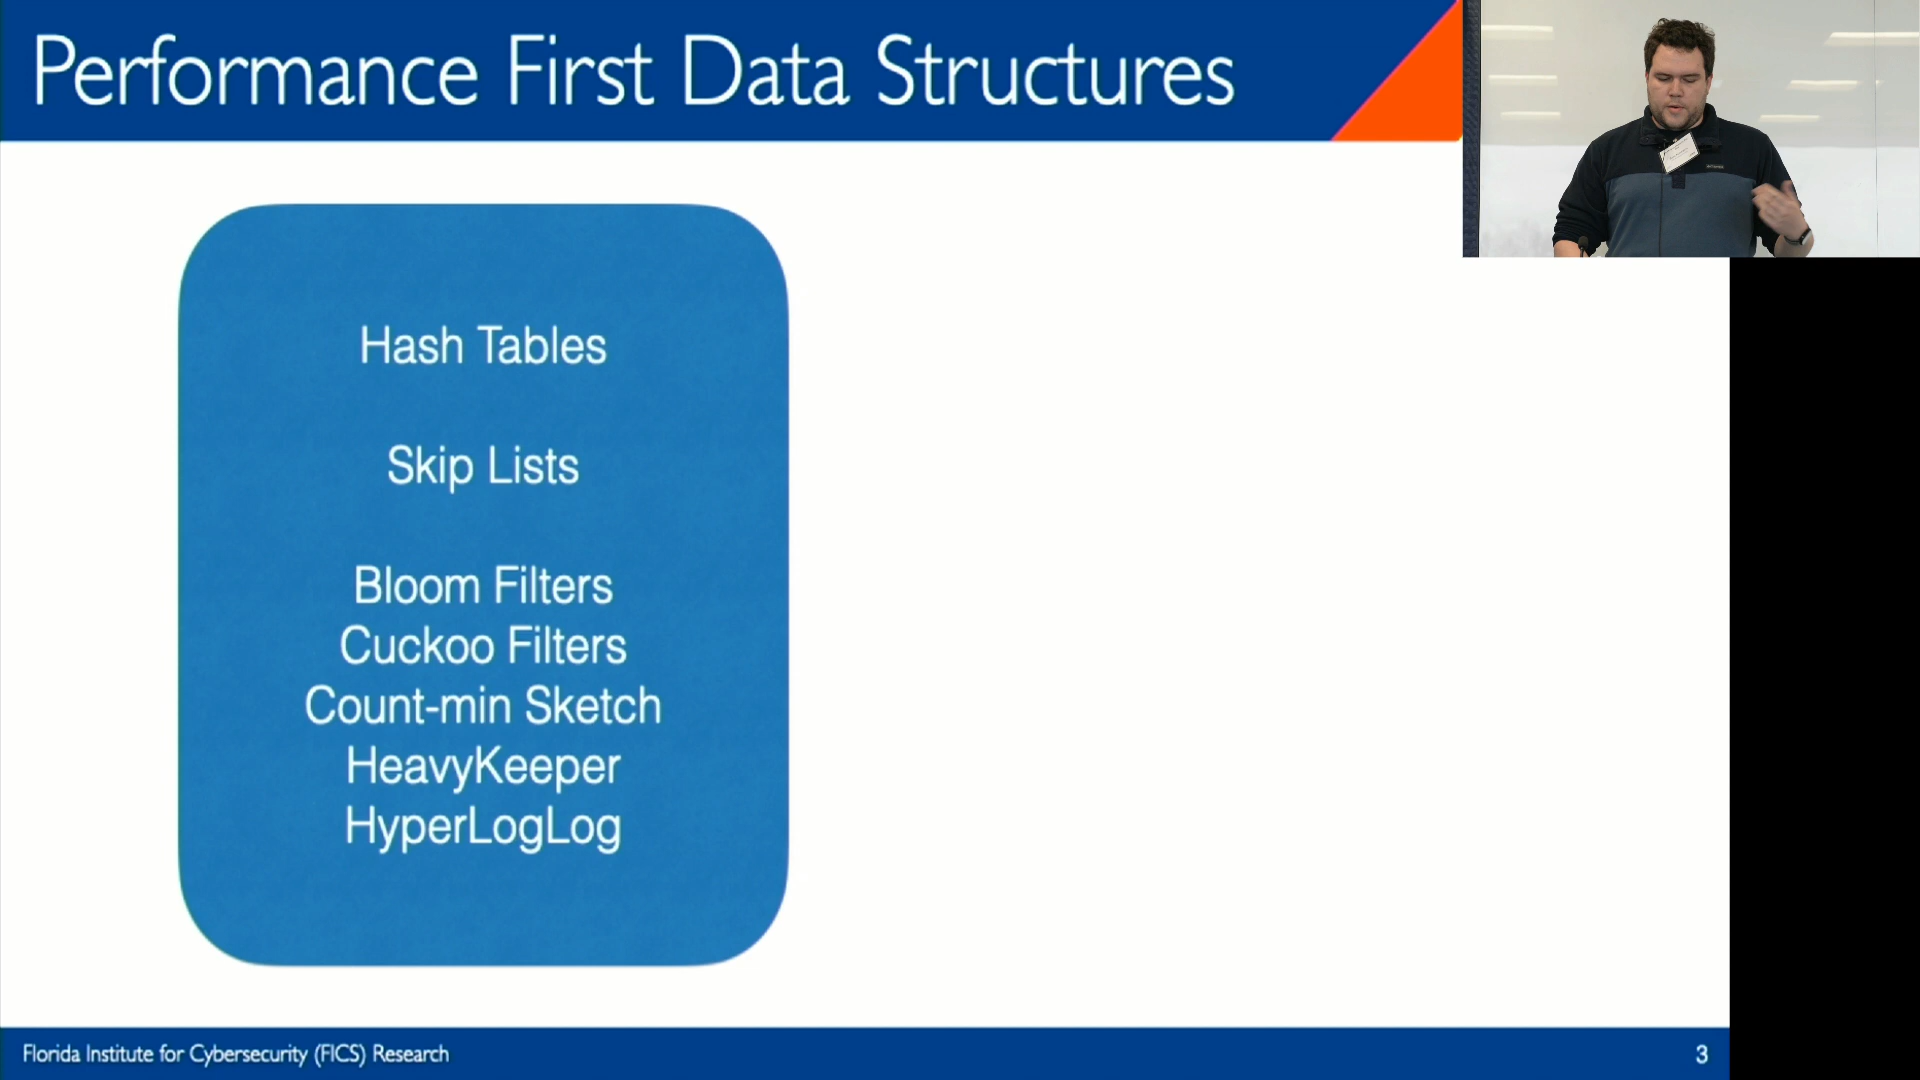 Performance First Data Structures
Hash Tables
Skip Lists
Bloom Filters
Cuckoo Filters
Count-min Sketch
HeavyKeeper
HyperLogLog
Florida Institute for Cybersecurity (FICS) Research
3